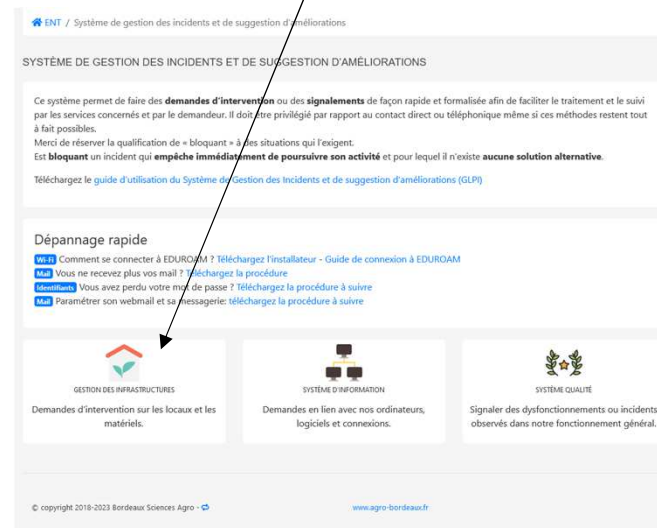 ENT / Système de gestion des incidents et de suggestion d'améliorations
SYSTÈME DE GESTION DES INCIDENTS ET DE SUGGESTION D'AMÉLIORATIONS
Ce système permet de faire des demandes d'intervention ou des signalements de façon rapide et formalisée afin de faciliter le traitement et le suivi
par les services concernés et par le demandeur. Il doit être privilégié par rapport au contact direct ou téléphonique même si ces méthodes restent tout
à fait possibles.
Merci de réserver la qualification de « bloquant » à des situations qui l'exigent.
Est bloquant un incident qui empêche immédiatement de poursuivre son activité et pour lequel il n'existe aucune solution alternative.
Téléchargez le guide d'utilisation du Système de Gestion des Incidents et de suggestion d'améliorations (GLPI)
Dépannage rapide
Wi-Fi Comment se connecter à EDUROAM ? Téléchargez l'installateur - Guide de connexion à EDUROAM
Mail Vous ne recevez plus vos mail ? Téléchargez la procédure
Identifiants Vous avez perdu votre mot de passe ? Téléchargez la procédure à suivre
Mail Paramétrer son webmail et sa messagerie: téléchargez la procédure à suivre
GESTION DES INFRASTRUCTURES
Demandes d'intervention sur les locaux et les
matériels.
SYSTÈME D'INFORMATION
Demandes en lien avec nos ordinateurs,
logiciels et connexions.
SYSTÈME QUALITÉ
Signaler des dysfonctionnements ou incidents
observés dans notre fonctionnement général.
© copyright 2018-2023 Bordeaux Sciences Agro -
www.agro-bordeaux.fr